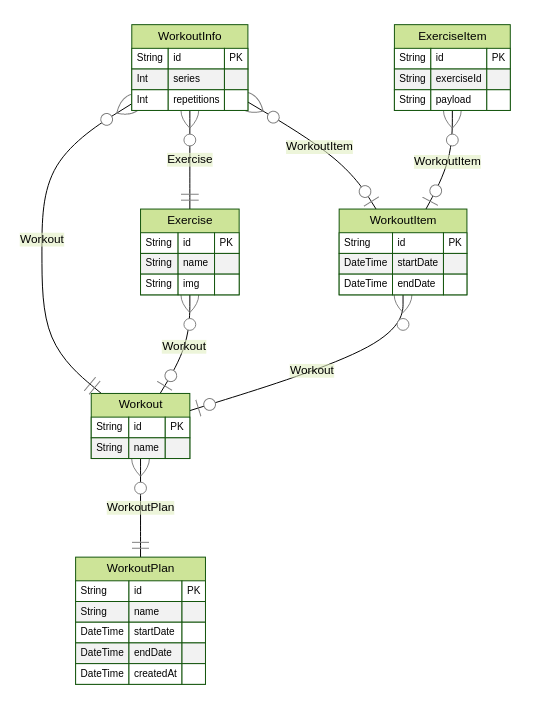 WorkoutInfo
String id PK
Int series
Int repetitions
ExerciseItem
String id PK
String exerciseId
String payload
WorkoutItem
Exercise
WorkoutItem
Exercise
String id PK
String name
String img
WorkoutItem
String id PK
DateTime startDate
DateTime endDate
Workout
Workout
Workout
Workout
String id PK
String name
WorkoutPlan
WorkoutPlan
String id PK
String name
DateTime startDate
DateTime endDate
DateTime createdAt